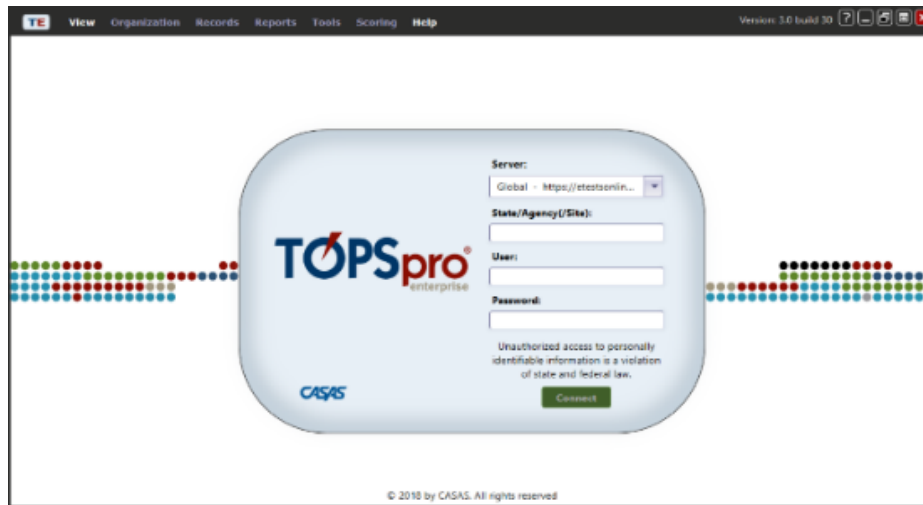 TE View Organization Records Reports Tools Scoring Help Version: 3.0 build 30 ?
Server:
Global - https://etestsonlin...
State/Agency(/Site):
TOPSpro®
enterprise
User:
Password:
Unauthorized access to personally
identifiable information is a violation
of state and federal law.
CASAS
Connect
© 2018 by CASAS. All rights reserved